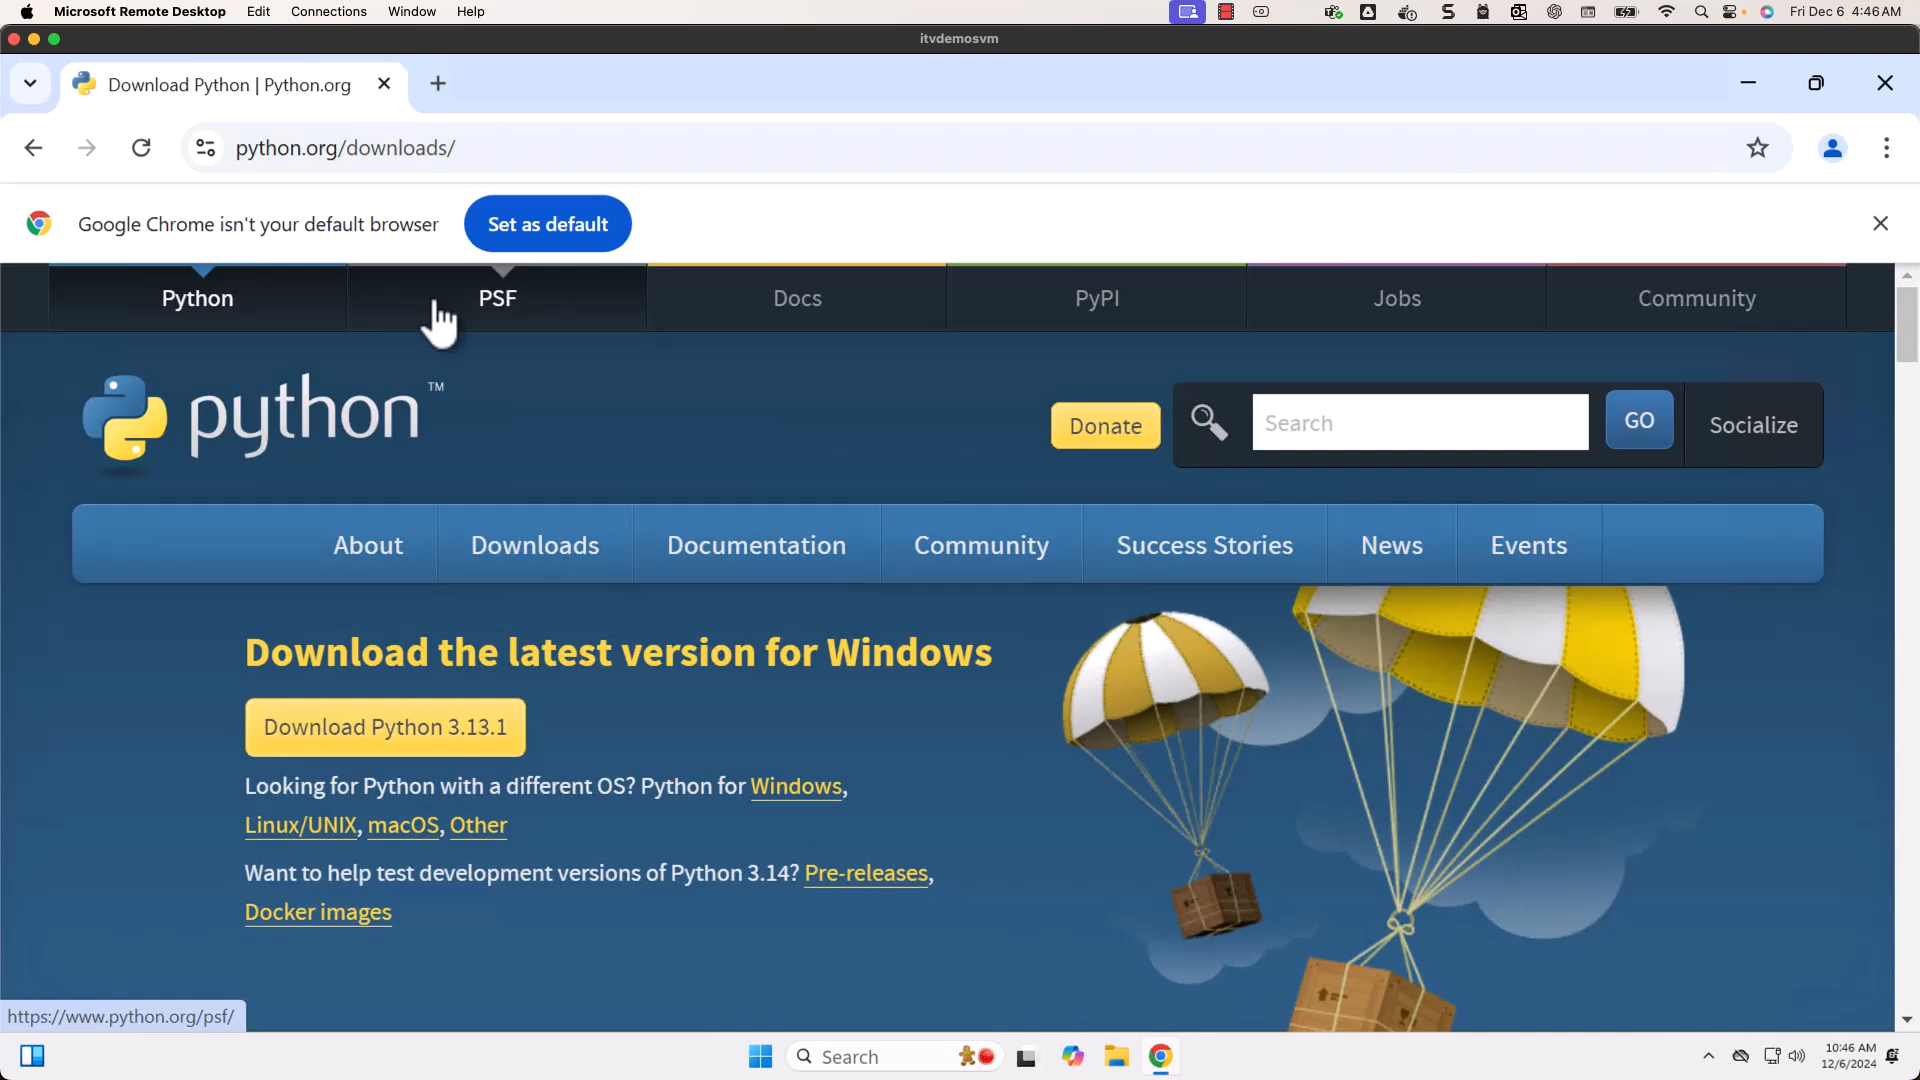 Microsoft Remote Desktop Edit Connections Window Help Fri Dec 6 4:46 AM
itvdemosvm
Download Python | Python.org
python.org/downloads/
Google Chrome isn't your default browser Set as default
Python PSF Docs PyPI Jobs Community
python™ Donate Search GO Socialize
About Downloads Documentation Community Success Stories News Events
Download the latest version for Windows
Download Python 3.13.1
Looking for Python with a different OS? Python for Windows,
Linux/UNIX, macOS, Other
Want to help test development versions of Python 3.14? Pre-releases,
Docker images
https://www.python.org/psf/
Search
10:46 AM
12/6/2024